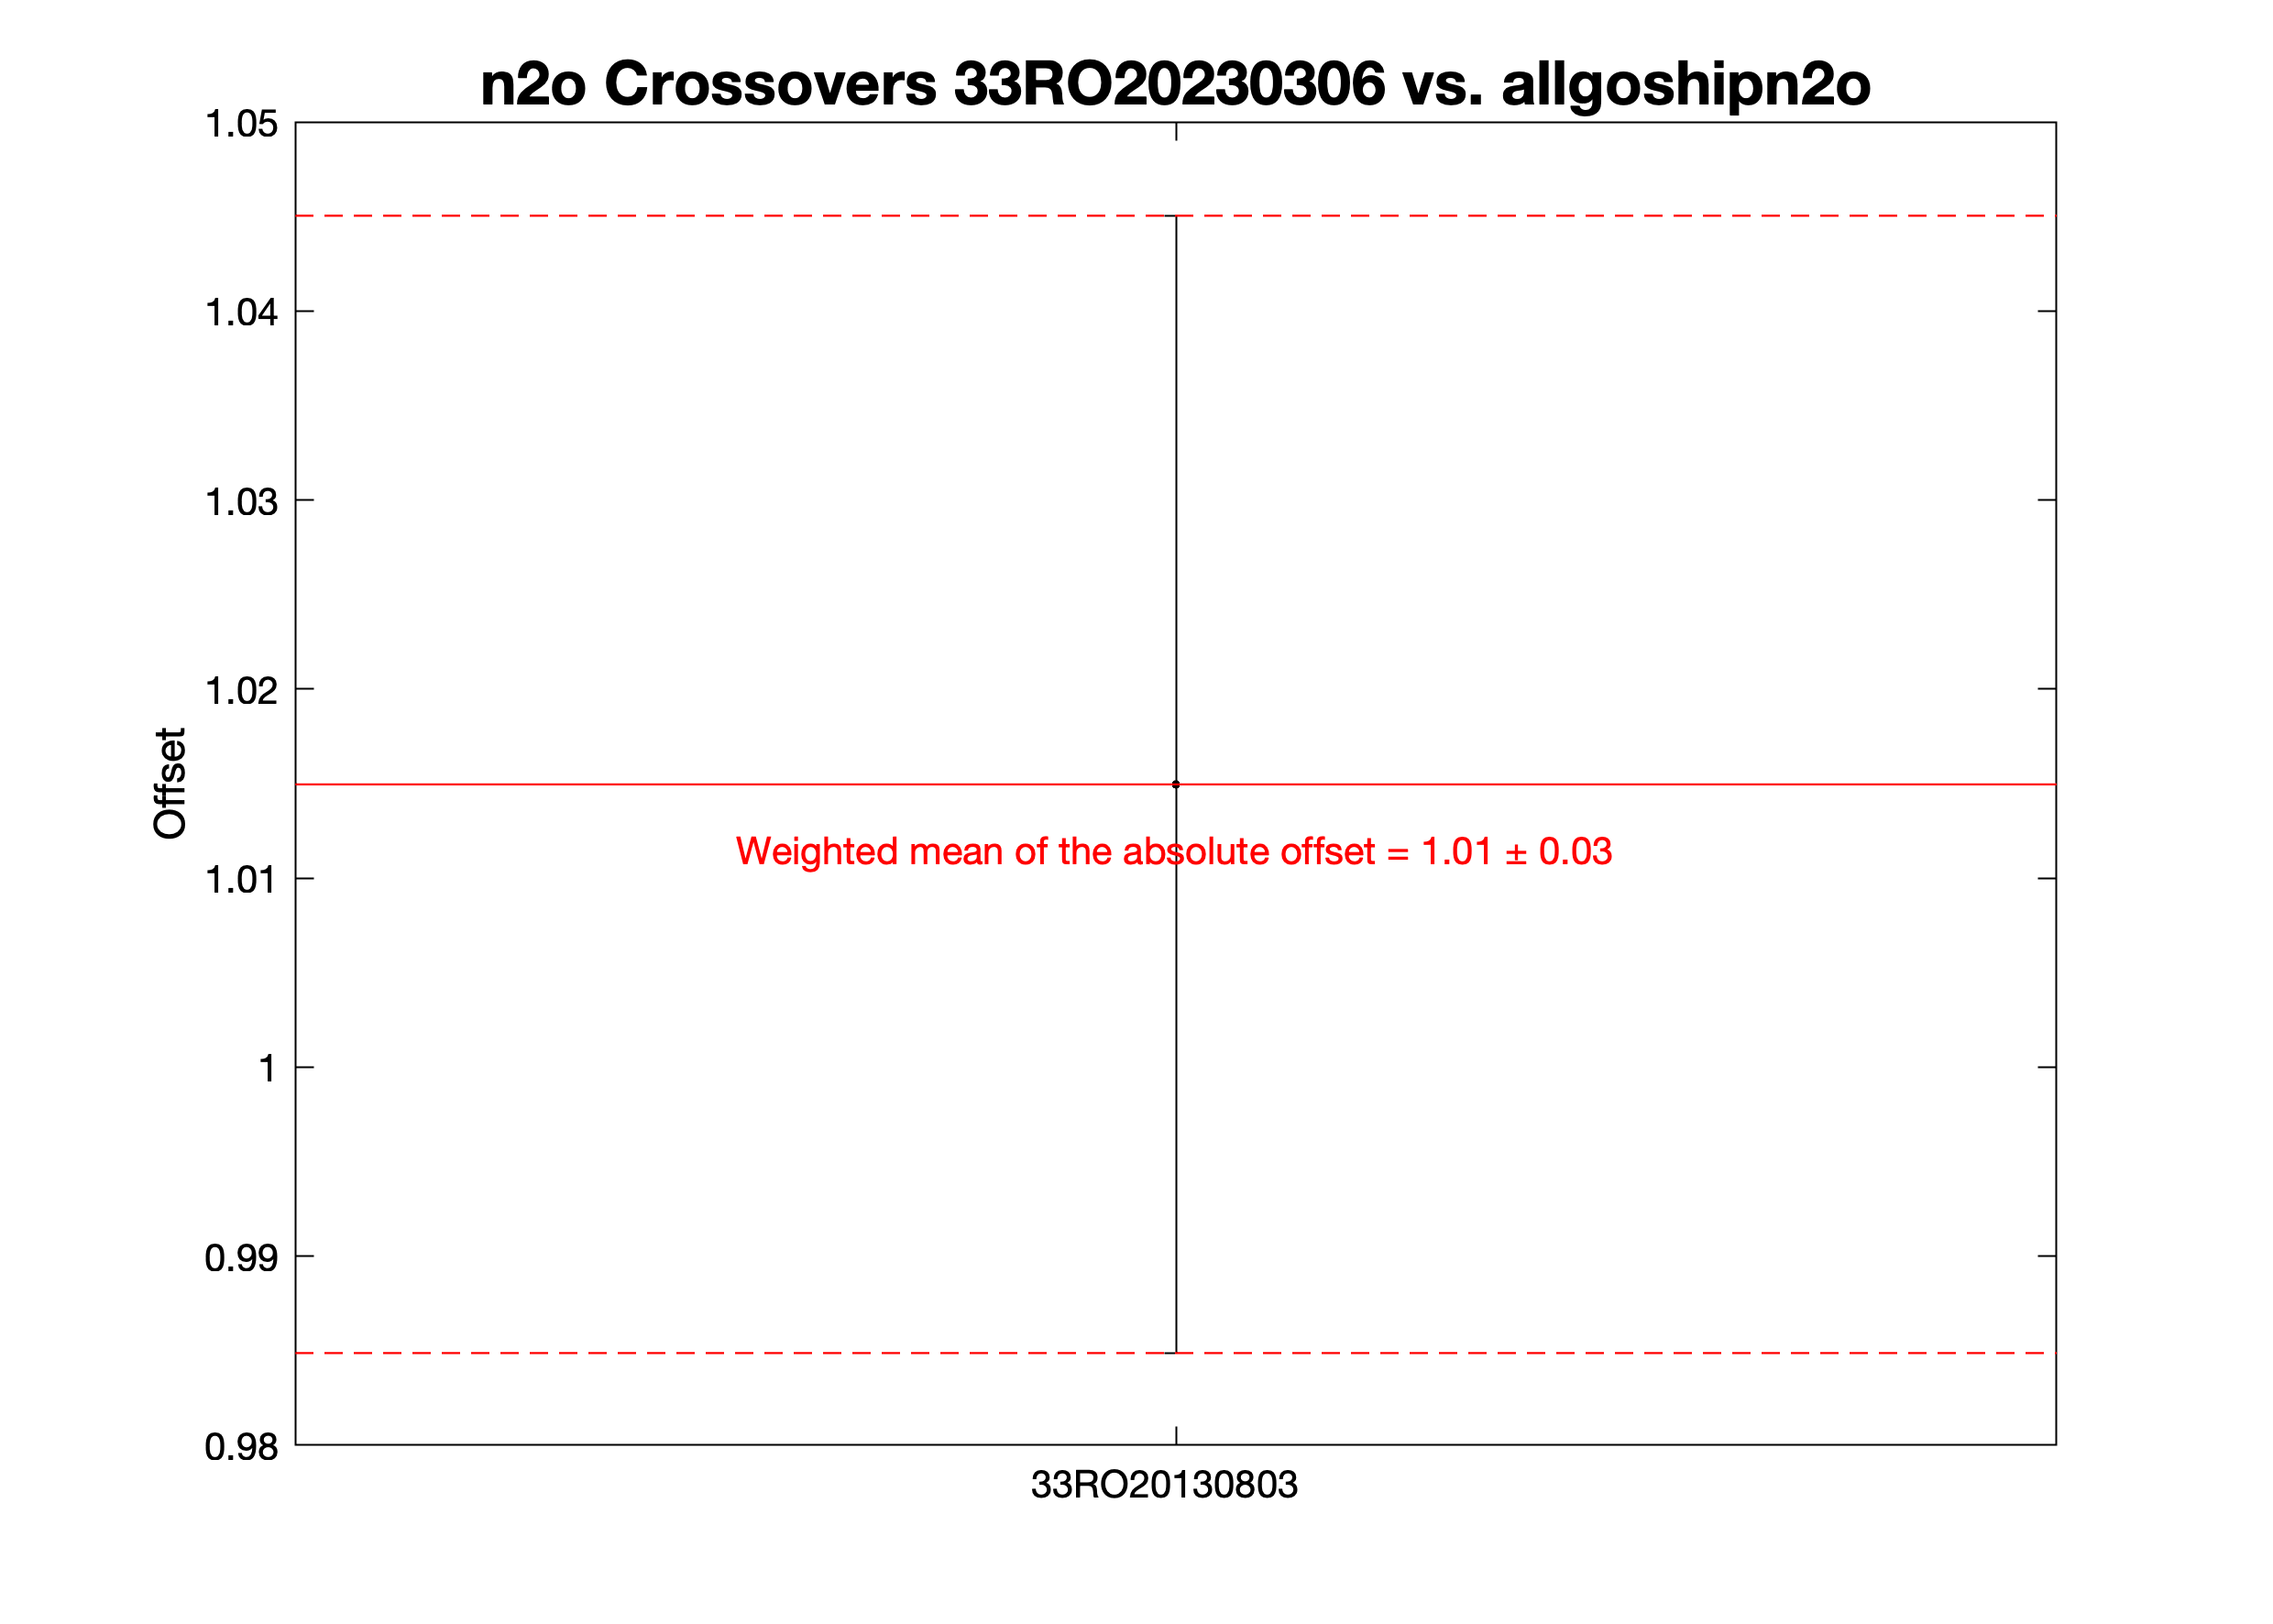 n2o Crossovers 33RO20230306 vs. allgoshipn2o
1.05
1.04
1.03
1.02
Offset
Weighted mean of the absolute offset = 1.01 ± 0.03
1.01
1
0.99
0.98
33RO20130803